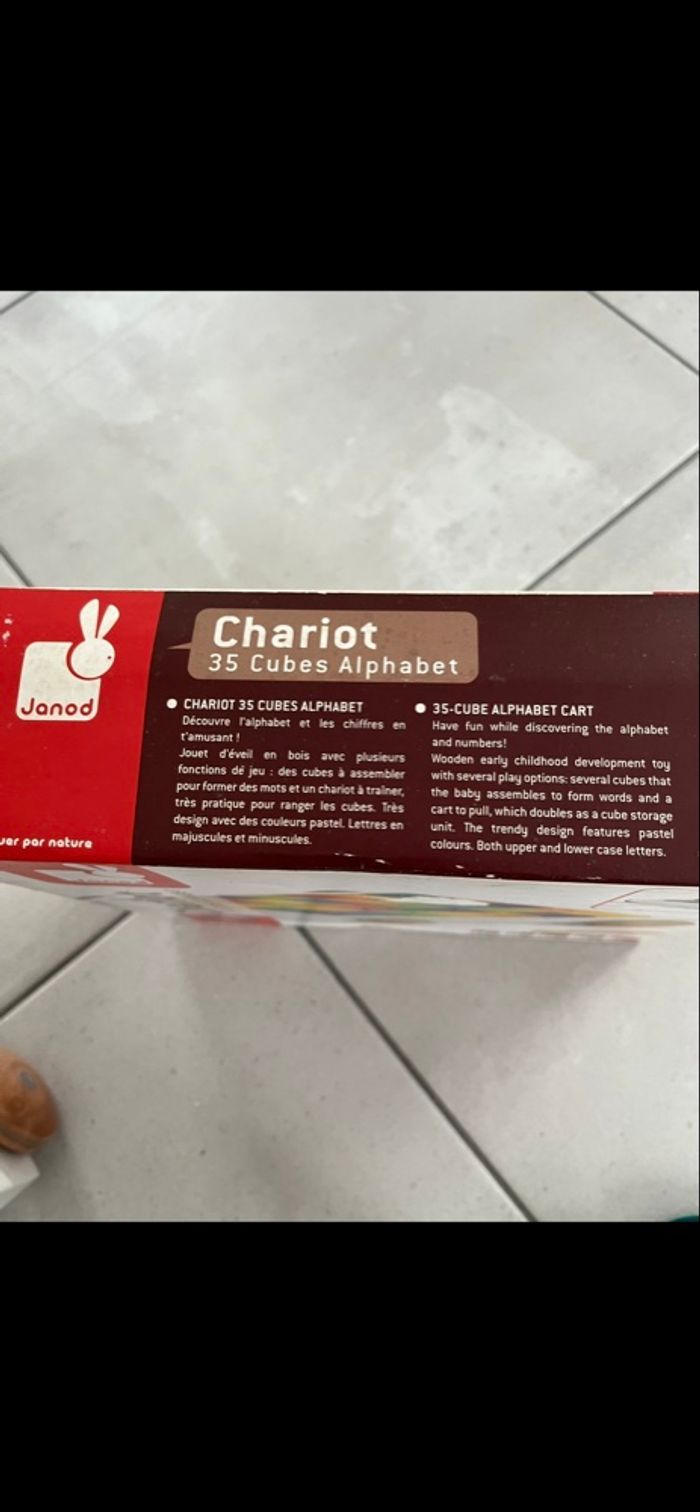 Chariot
35 Cubes Alphabet
Janod
CHARIOT 35 CUBES ALPHABET
Découvre l'alphabet et les chiffres en
t'amusant !
Jouet d'éveil en bois avec plusieurs
fonctions de jeu : des cubes à assembler
pour former des mots et un chariot à traîner,
très pratique pour ranger les cubes. Très
design avec des couleurs pastel. Lettres en
majuscules et minuscules.
35-CUBE ALPHABET CART
Have fun while discovering the alphabet
and numbers!
Wooden early childhood development toy
with several play options: several cubes that
the baby assembles to form words and a
cart to pull, which doubles as a cube storage
unit. The trendy design features pastel
colours. Both upper and lower case letters.
par nature